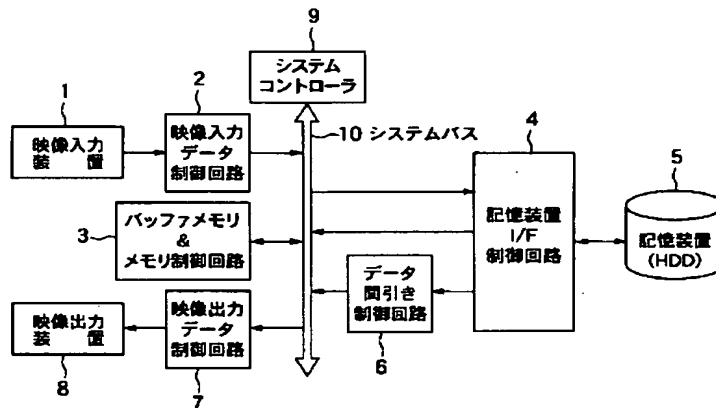 9
システム
コントローラ
1
映像入力
装　置
2
映像入力
データ
制御回路
10 システムバス
4
記憶装置
I/F
制御回路
5
記憶装置
(HDD)
3
バッファメモリ
&
メモリ制御回路
データ
間引き
制御回路
6
映像出力
装　置
8
映像出力
データ
制御回路
7